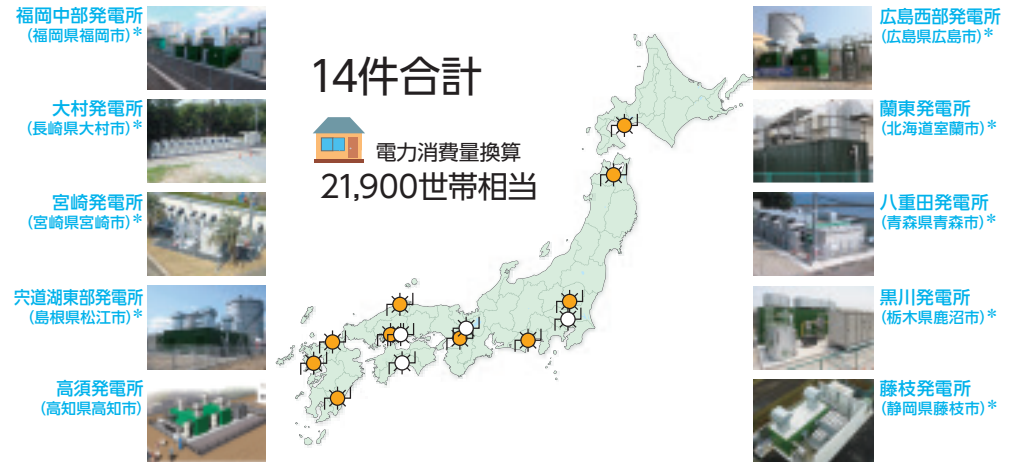 福岡中部発電所
(福岡県福岡市)*
大村発電所
(長崎県大村市)*
宮崎発電所
(宮崎県宮崎市)*
宍道湖東部発電所
(島根県松江市)*
高須発電所
(高知県高知市)
14件合計
電力消費量換算
21,900世帯相当
広島西部発電所
(広島県広島市)*
蘭東発電所
(北海道室蘭市)*
八重田発電所
(青森県青森市)*
黒川発電所
(栃木県鹿沼市)*
藤枝発電所
(静岡県藤枝市)*